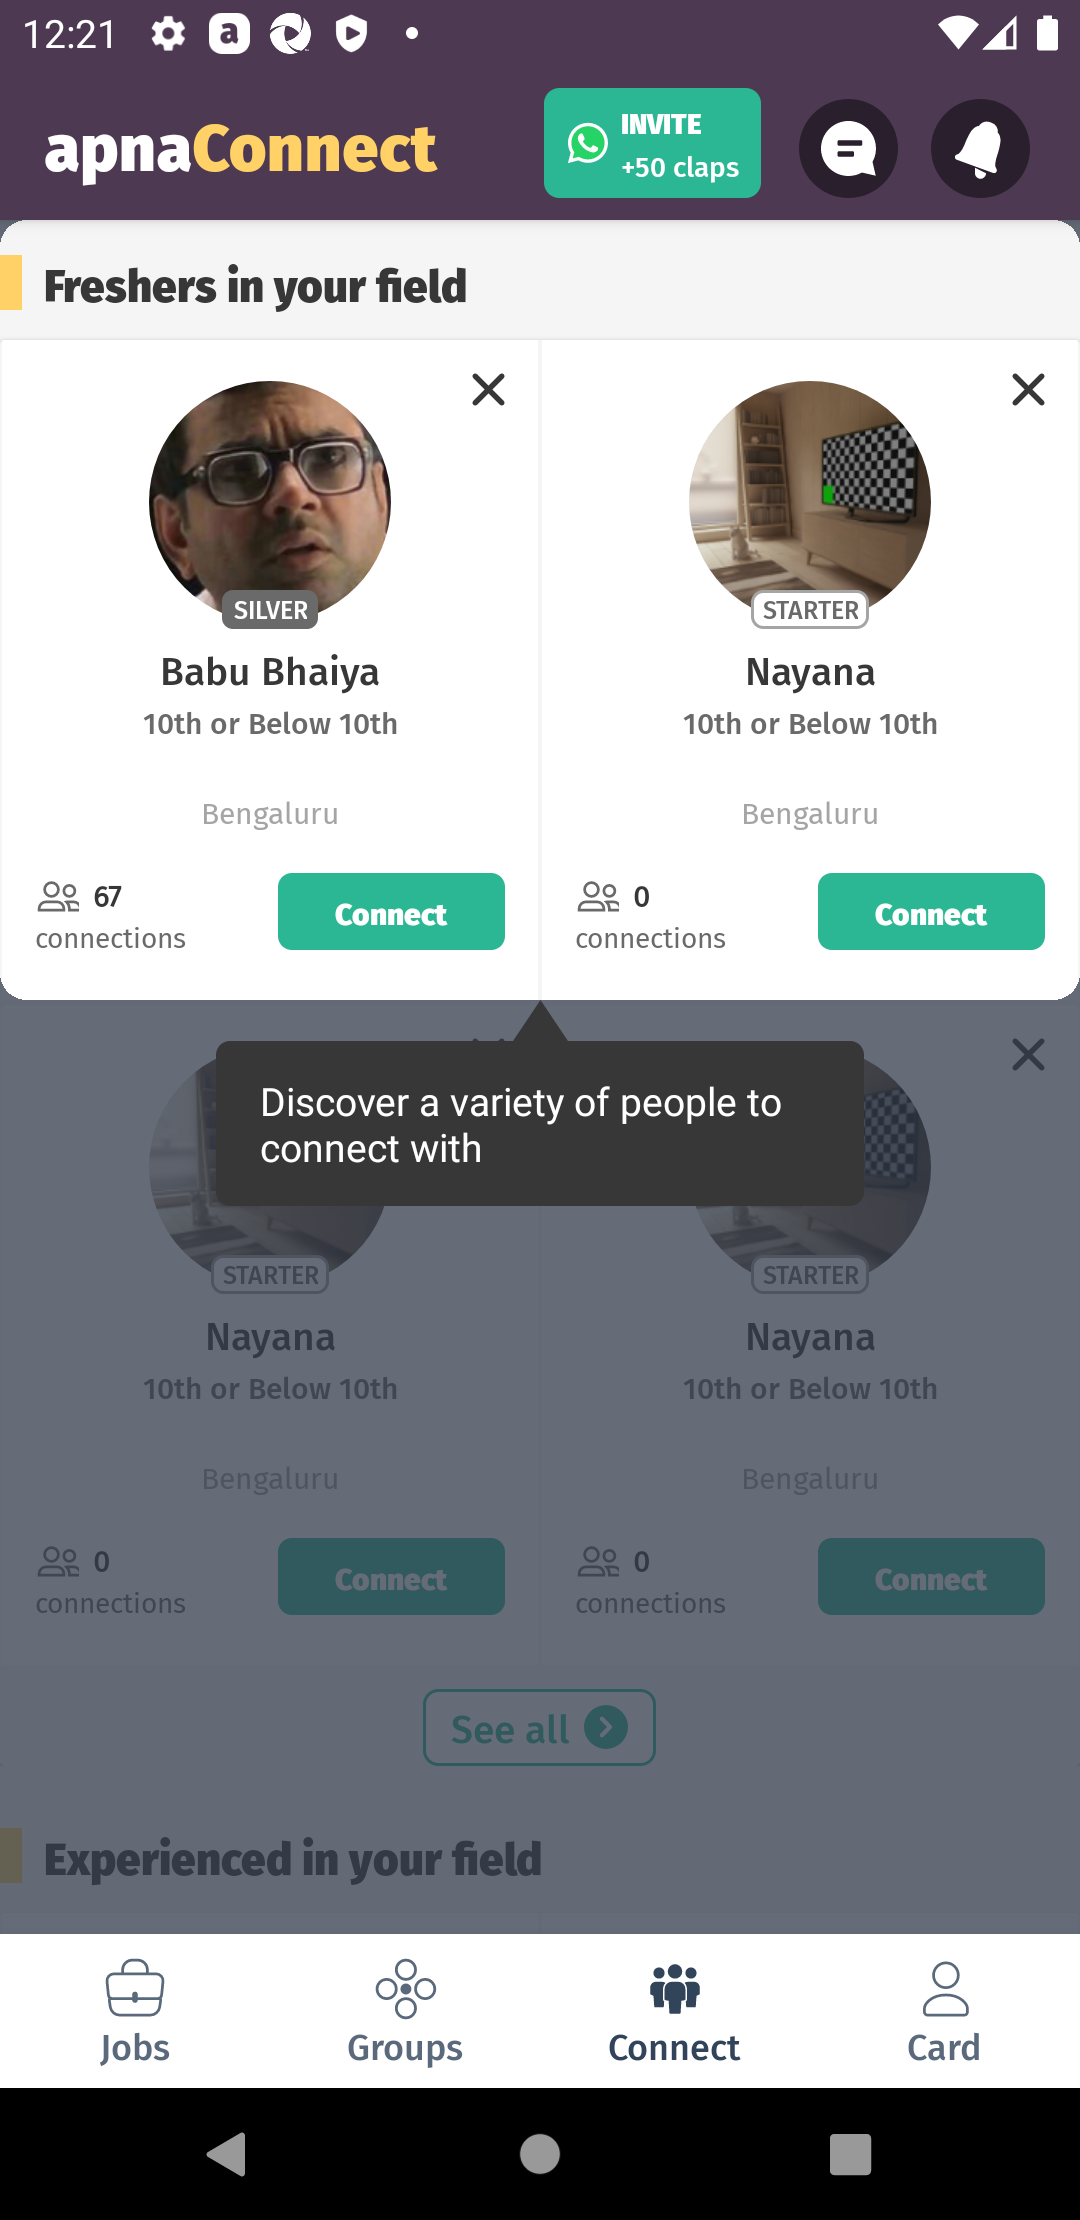 12:21
apnaConnect
INVITE
+50 claps
Freshers in your field
SILVER
STARTER
Babu Bhaiya
Nayana
10th or Below 10th
10th or Below 10th
Bengaluru
Bengaluru
67
connections
Connect
0
connections
Connect
Discover a variety of people to
connect with
STARTER
STARTER
Nayana
Nayana
10th or Below 10th
10th or Below 10th
Bengaluru
Bengaluru
0
connections
Connect
0
connections
Connect
See all
Experienced in your field
Jobs
Groups
Connect
Card